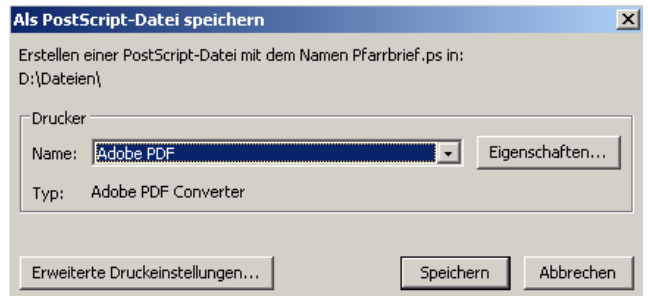 Als PostScript-Datei speichern
Erstellen einer PostScript-Datei mit dem Namen Pfarrbrief.ps in:
D:\Dateien\
Drucker
Name: Adobe PDF Eigenschaften...
Typ: Adobe PDF Converter
Erweiterte Druckeinstellungen... Speichern Abbrechen